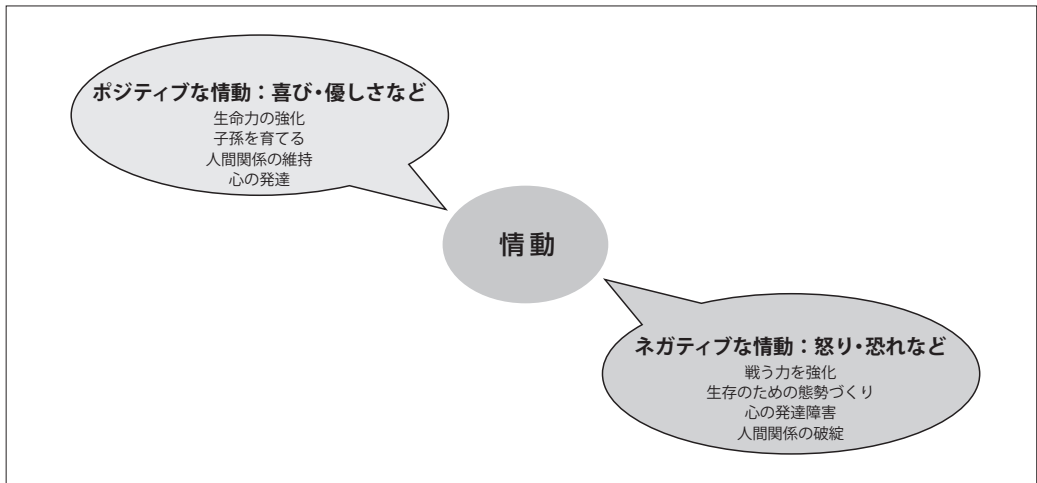 ポジティブな情動：喜び・優しさなど
生命力の強化
子孫を育てる
人間関係の維持
心の発達
情動
ネガティブな情動：怒り・恐れなど
戦う力を強化
生存のための態勢づくり
心の発達障害
人間関係の破綻